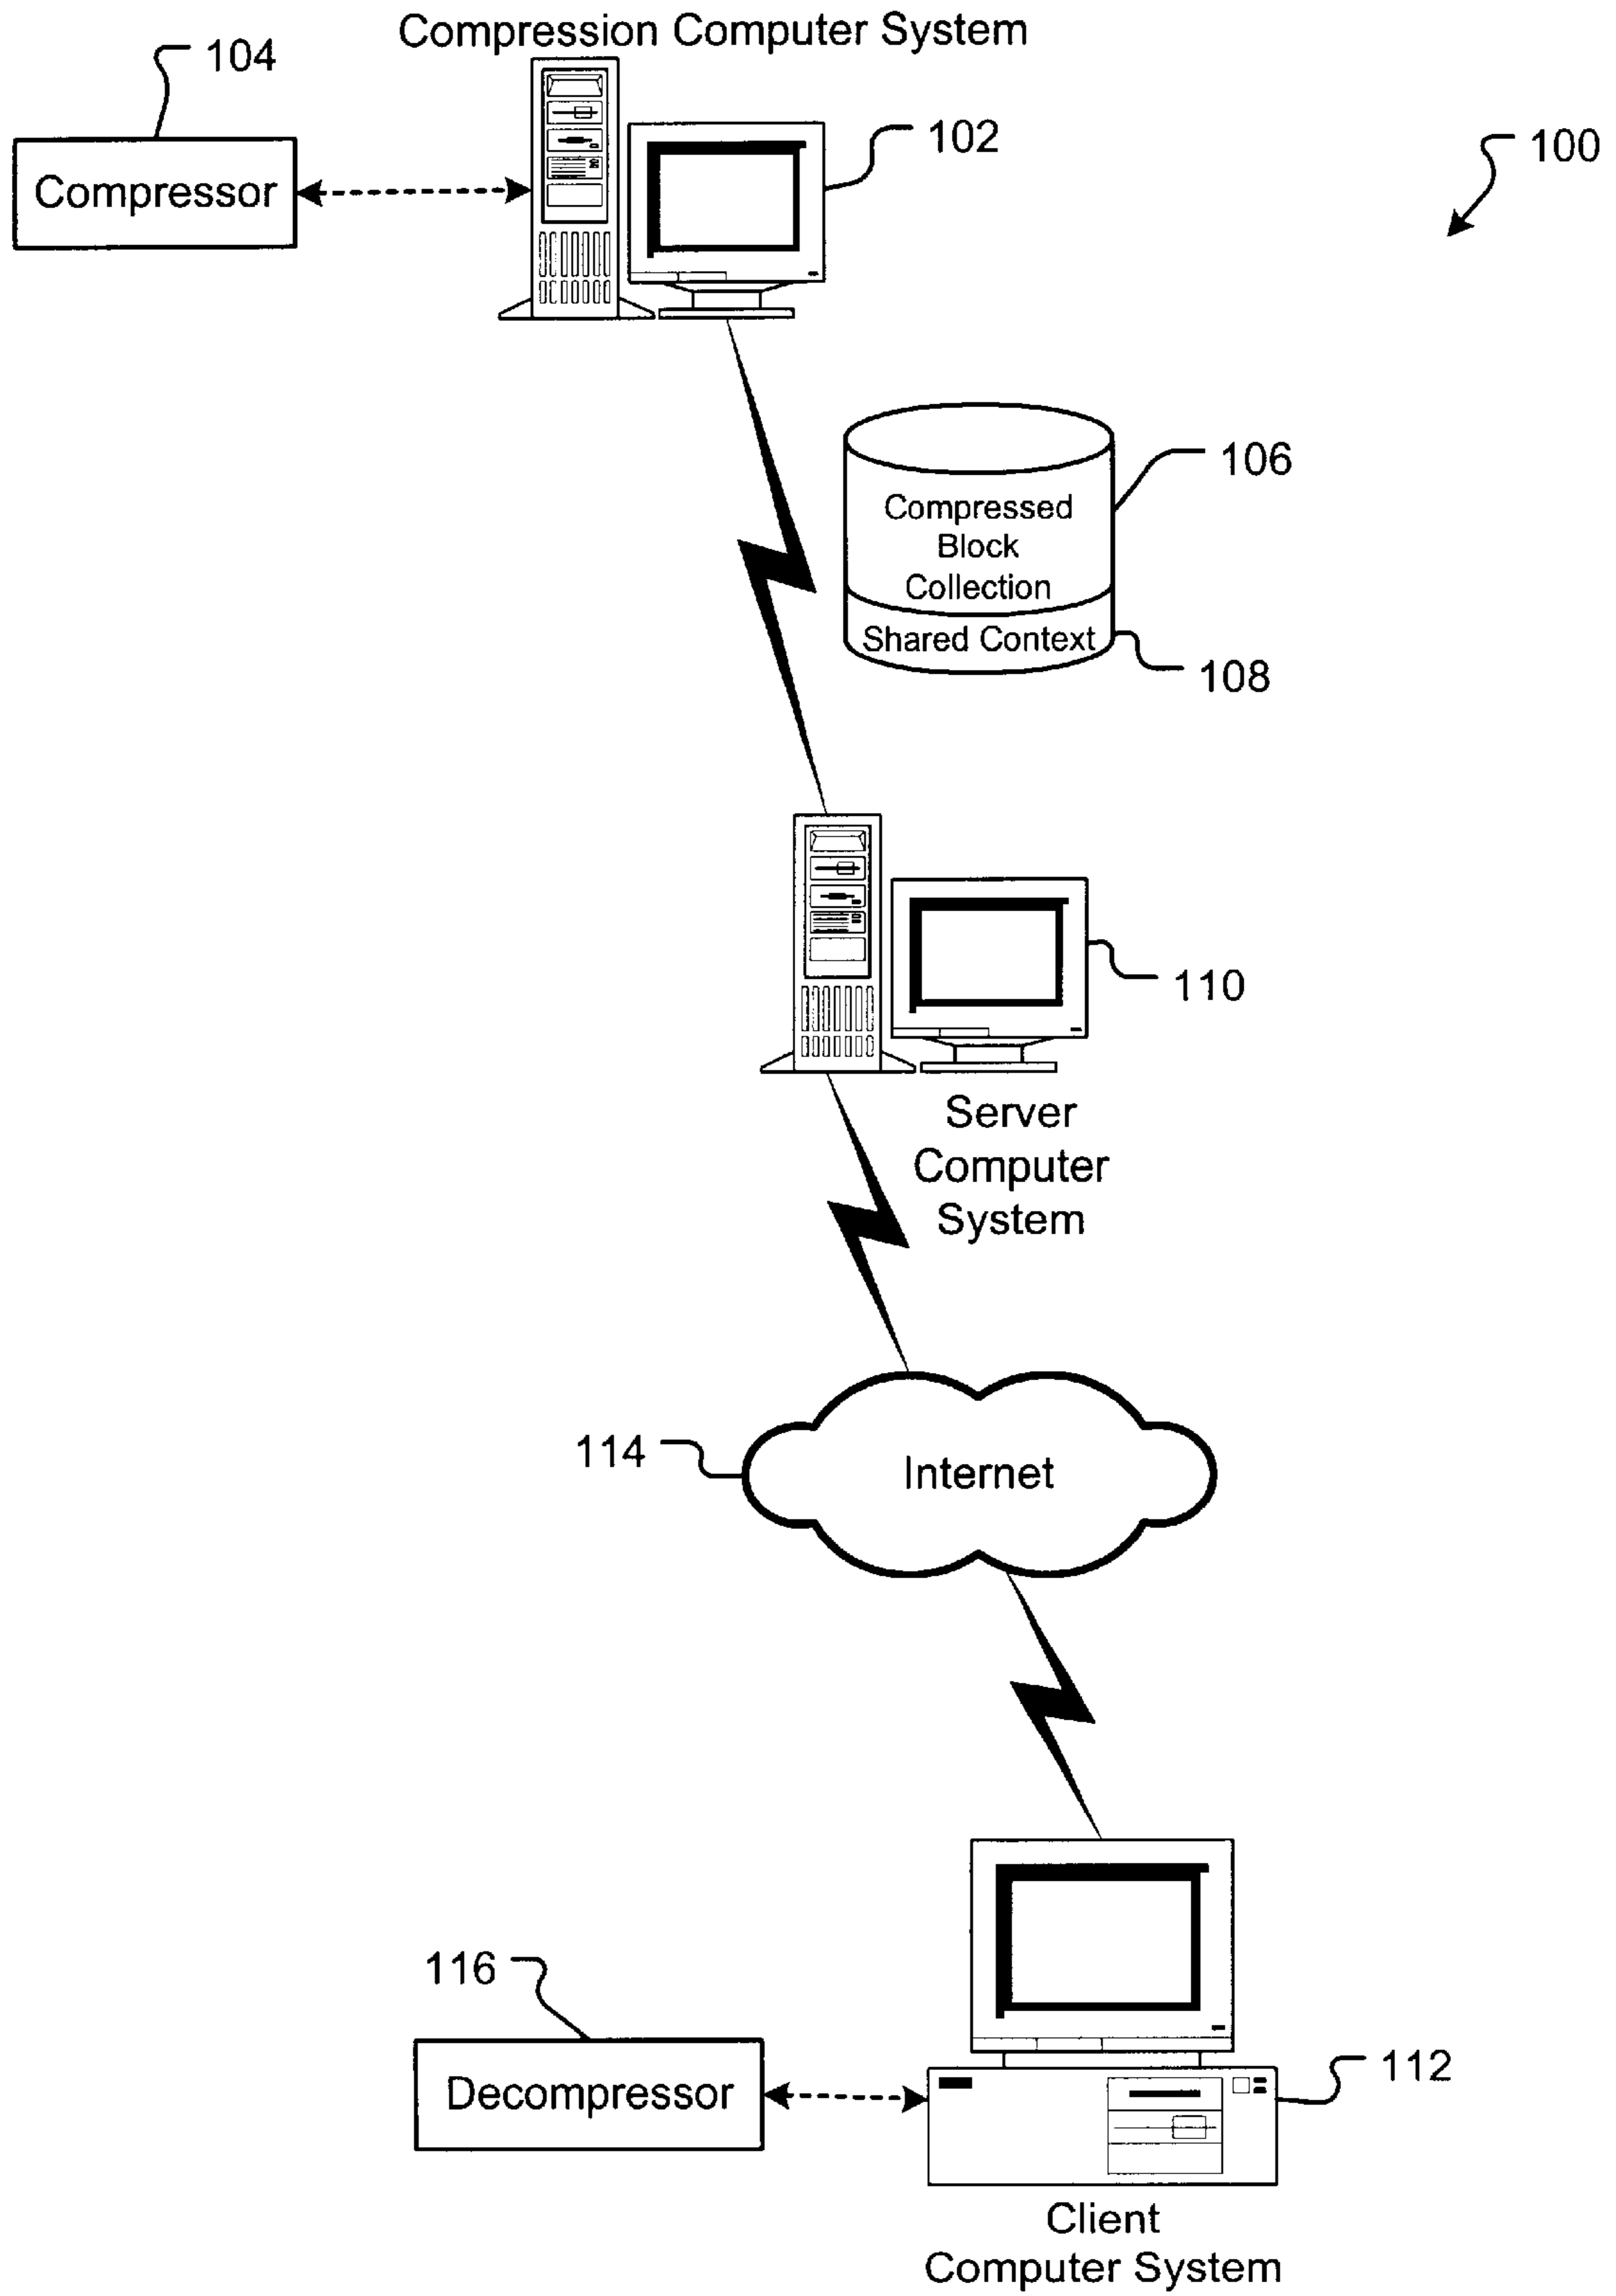 Compression Computer System
104
102
100
Compressor
106
Compressed
Block
Collection
Shared Context
108
110
Server
Computer
System
114
Internet
116
112
Decompressor
Client
Computer System